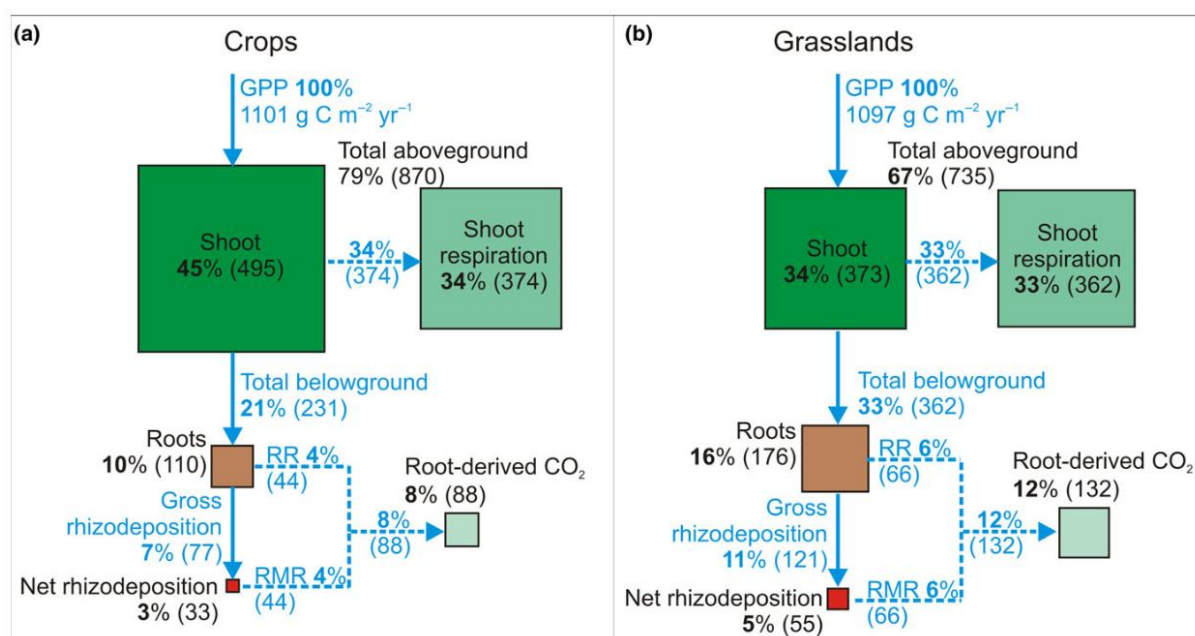 (a)
Crops
GPP 100%
1101 g C m⁻² yr⁻¹
Total aboveground
79% (870)
Shoot
45% (495)
34%
(374)
Shoot
respiration
34% (374)
Total belowground
21% (231)
Roots
10% (110)
RR 4%
(44)
Gross
rhizodeposition
7% (77)
8%
(88)
Root-derived CO₂
8% (88)
Net rhizodeposition
3% (33)
RMR 4%
(44)
(b)
Grasslands
GPP 100%
1097 g C m⁻² yr⁻¹
Total aboveground
67% (735)
Shoot
34% (373)
33%
(362)
Shoot
respiration
33% (362)
Total belowground
33% (362)
Roots
16% (176)
RR 6%
(66)
Gross
rhizodeposition
11% (121)
12%
(132)
Root-derived CO₂
12% (132)
Net rhizodeposition
5% (55)
RMR 6%
(66)